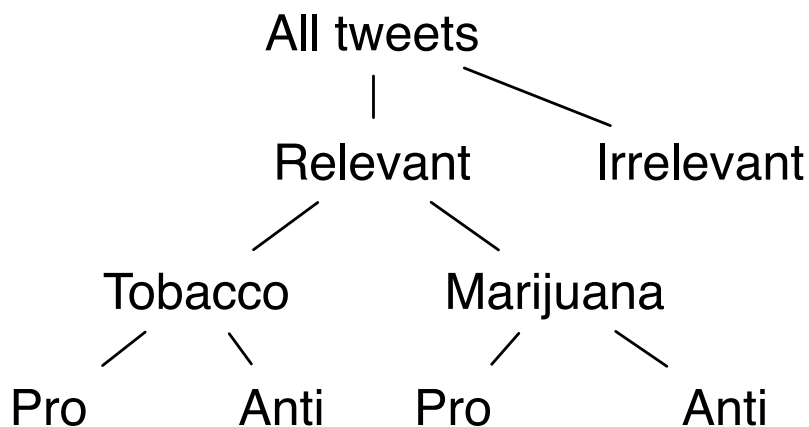 All tweets
Relevant Irrelevant
Tobacco Marijuana
Pro Anti Pro Anti